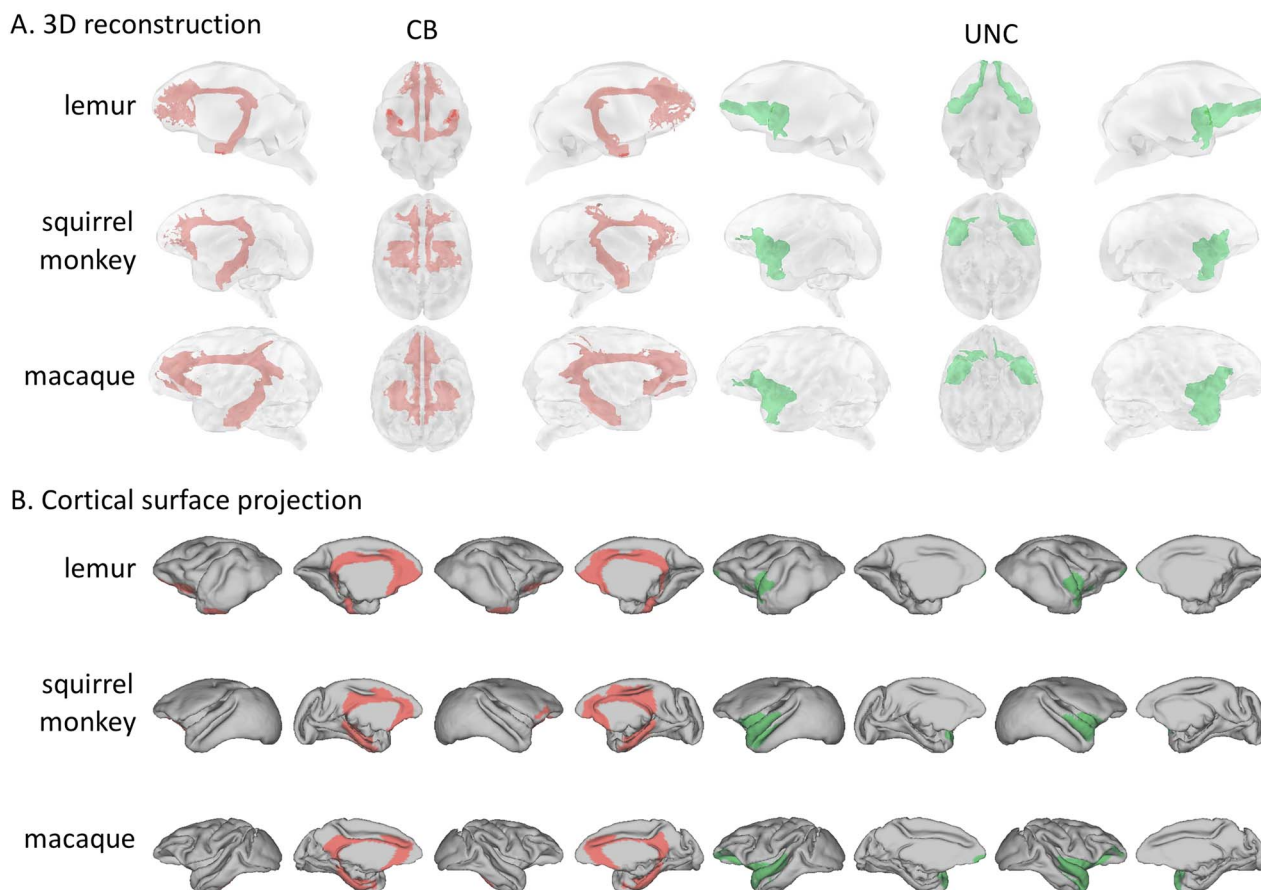 A. 3D reconstruction
CB
UNC
lemur
squirrel
monkey
macaque
B. Cortical surface projection
lemur
squirrel
monkey
macaque